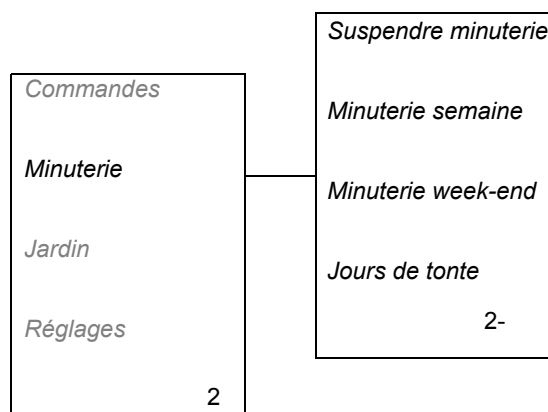 Commandes
Minuterie
Jardin
Réglages
2
Suspendre minuterie
Minuterie semaine
Minuterie week-end
Jours de tonte
2-